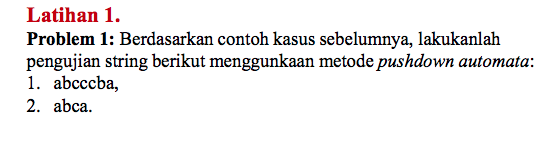 Latihan 1.
Problem 1: Berdasarkan contoh kasus sebelumnya, lakukanlah
pengujian string berikut menggunkaan metode pushdown automata:
1. abcccba,
2. abca.